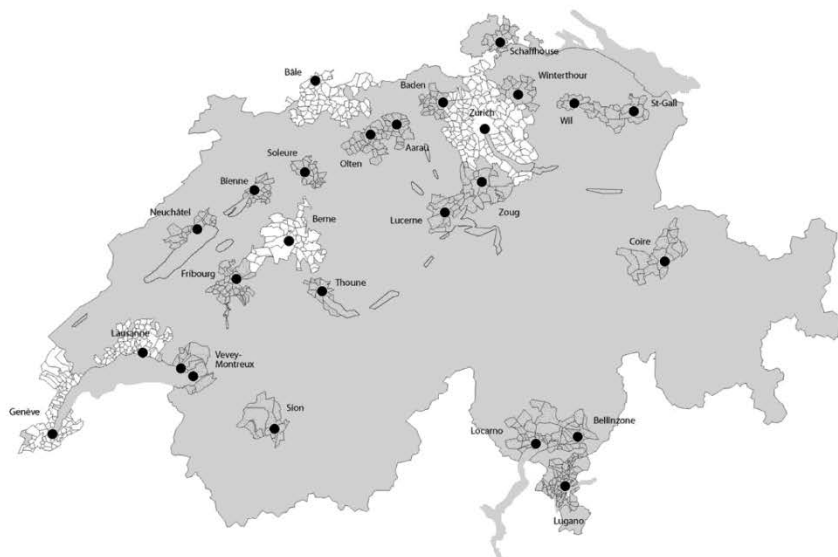 Schaffhouse
Bâle
Baden
Winterthour
Zurich
St-Gall
Wil
Aarau
Olten
Soleure
Bienne
Neuchâtel
Berne
Lucerne
Zoug
Coire
Fribourg
Thoune
Lausanne
Vevey-
Montreux
Genève
Sion
Locarno
Bellinzone
Lugano